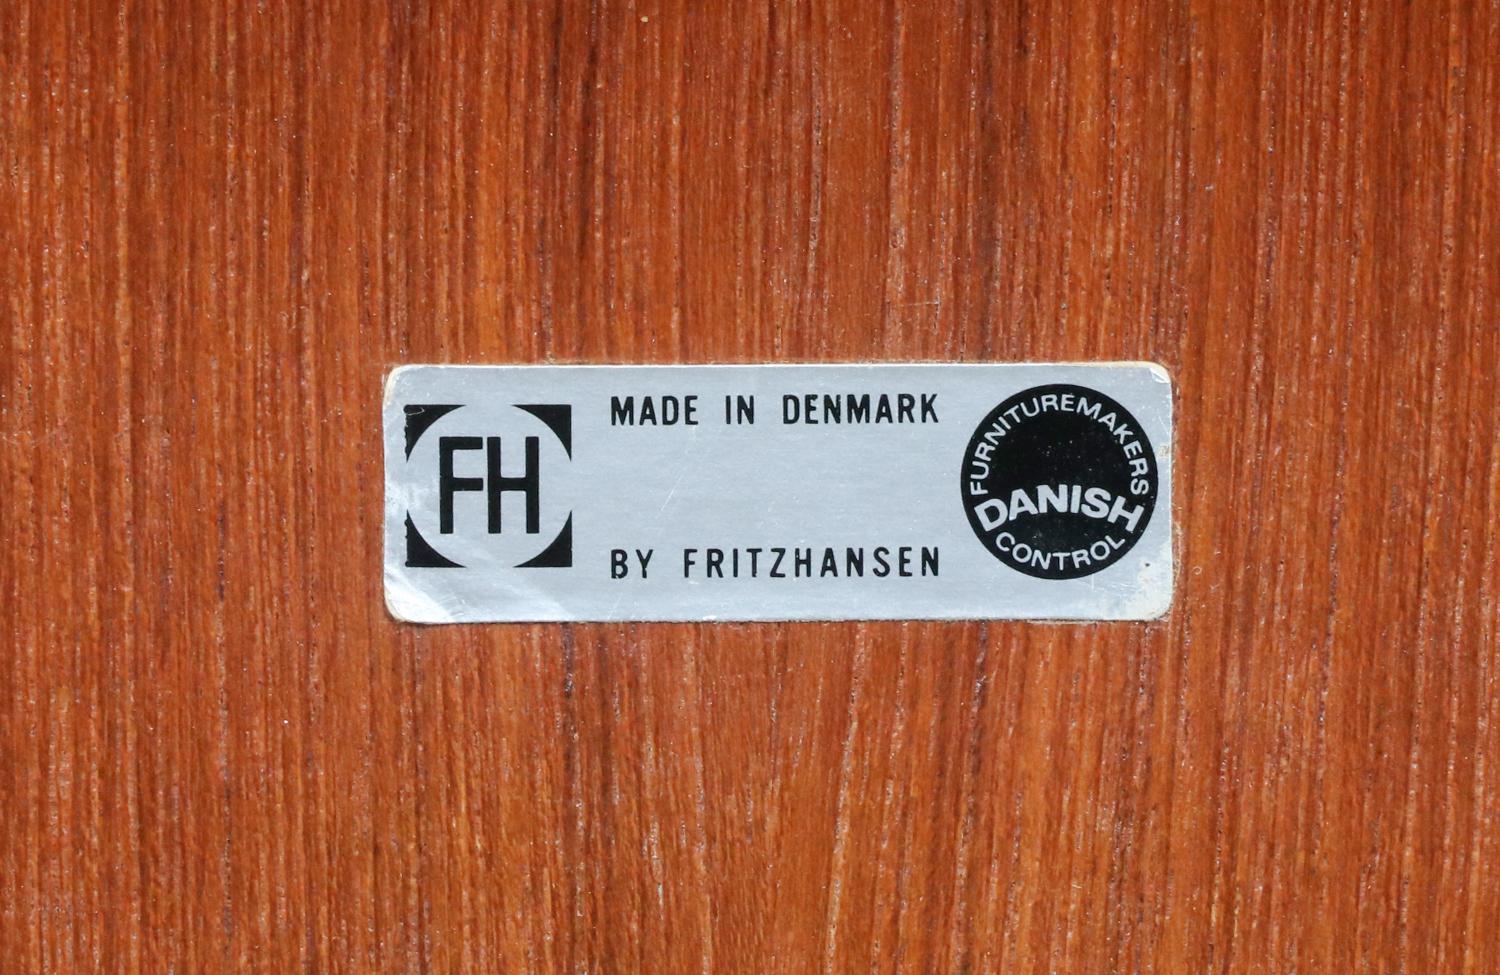 FH
MADE IN DENMARK
BY FRITZHANSEN
FURNITUREMAKERS
DANISH
CONTROL